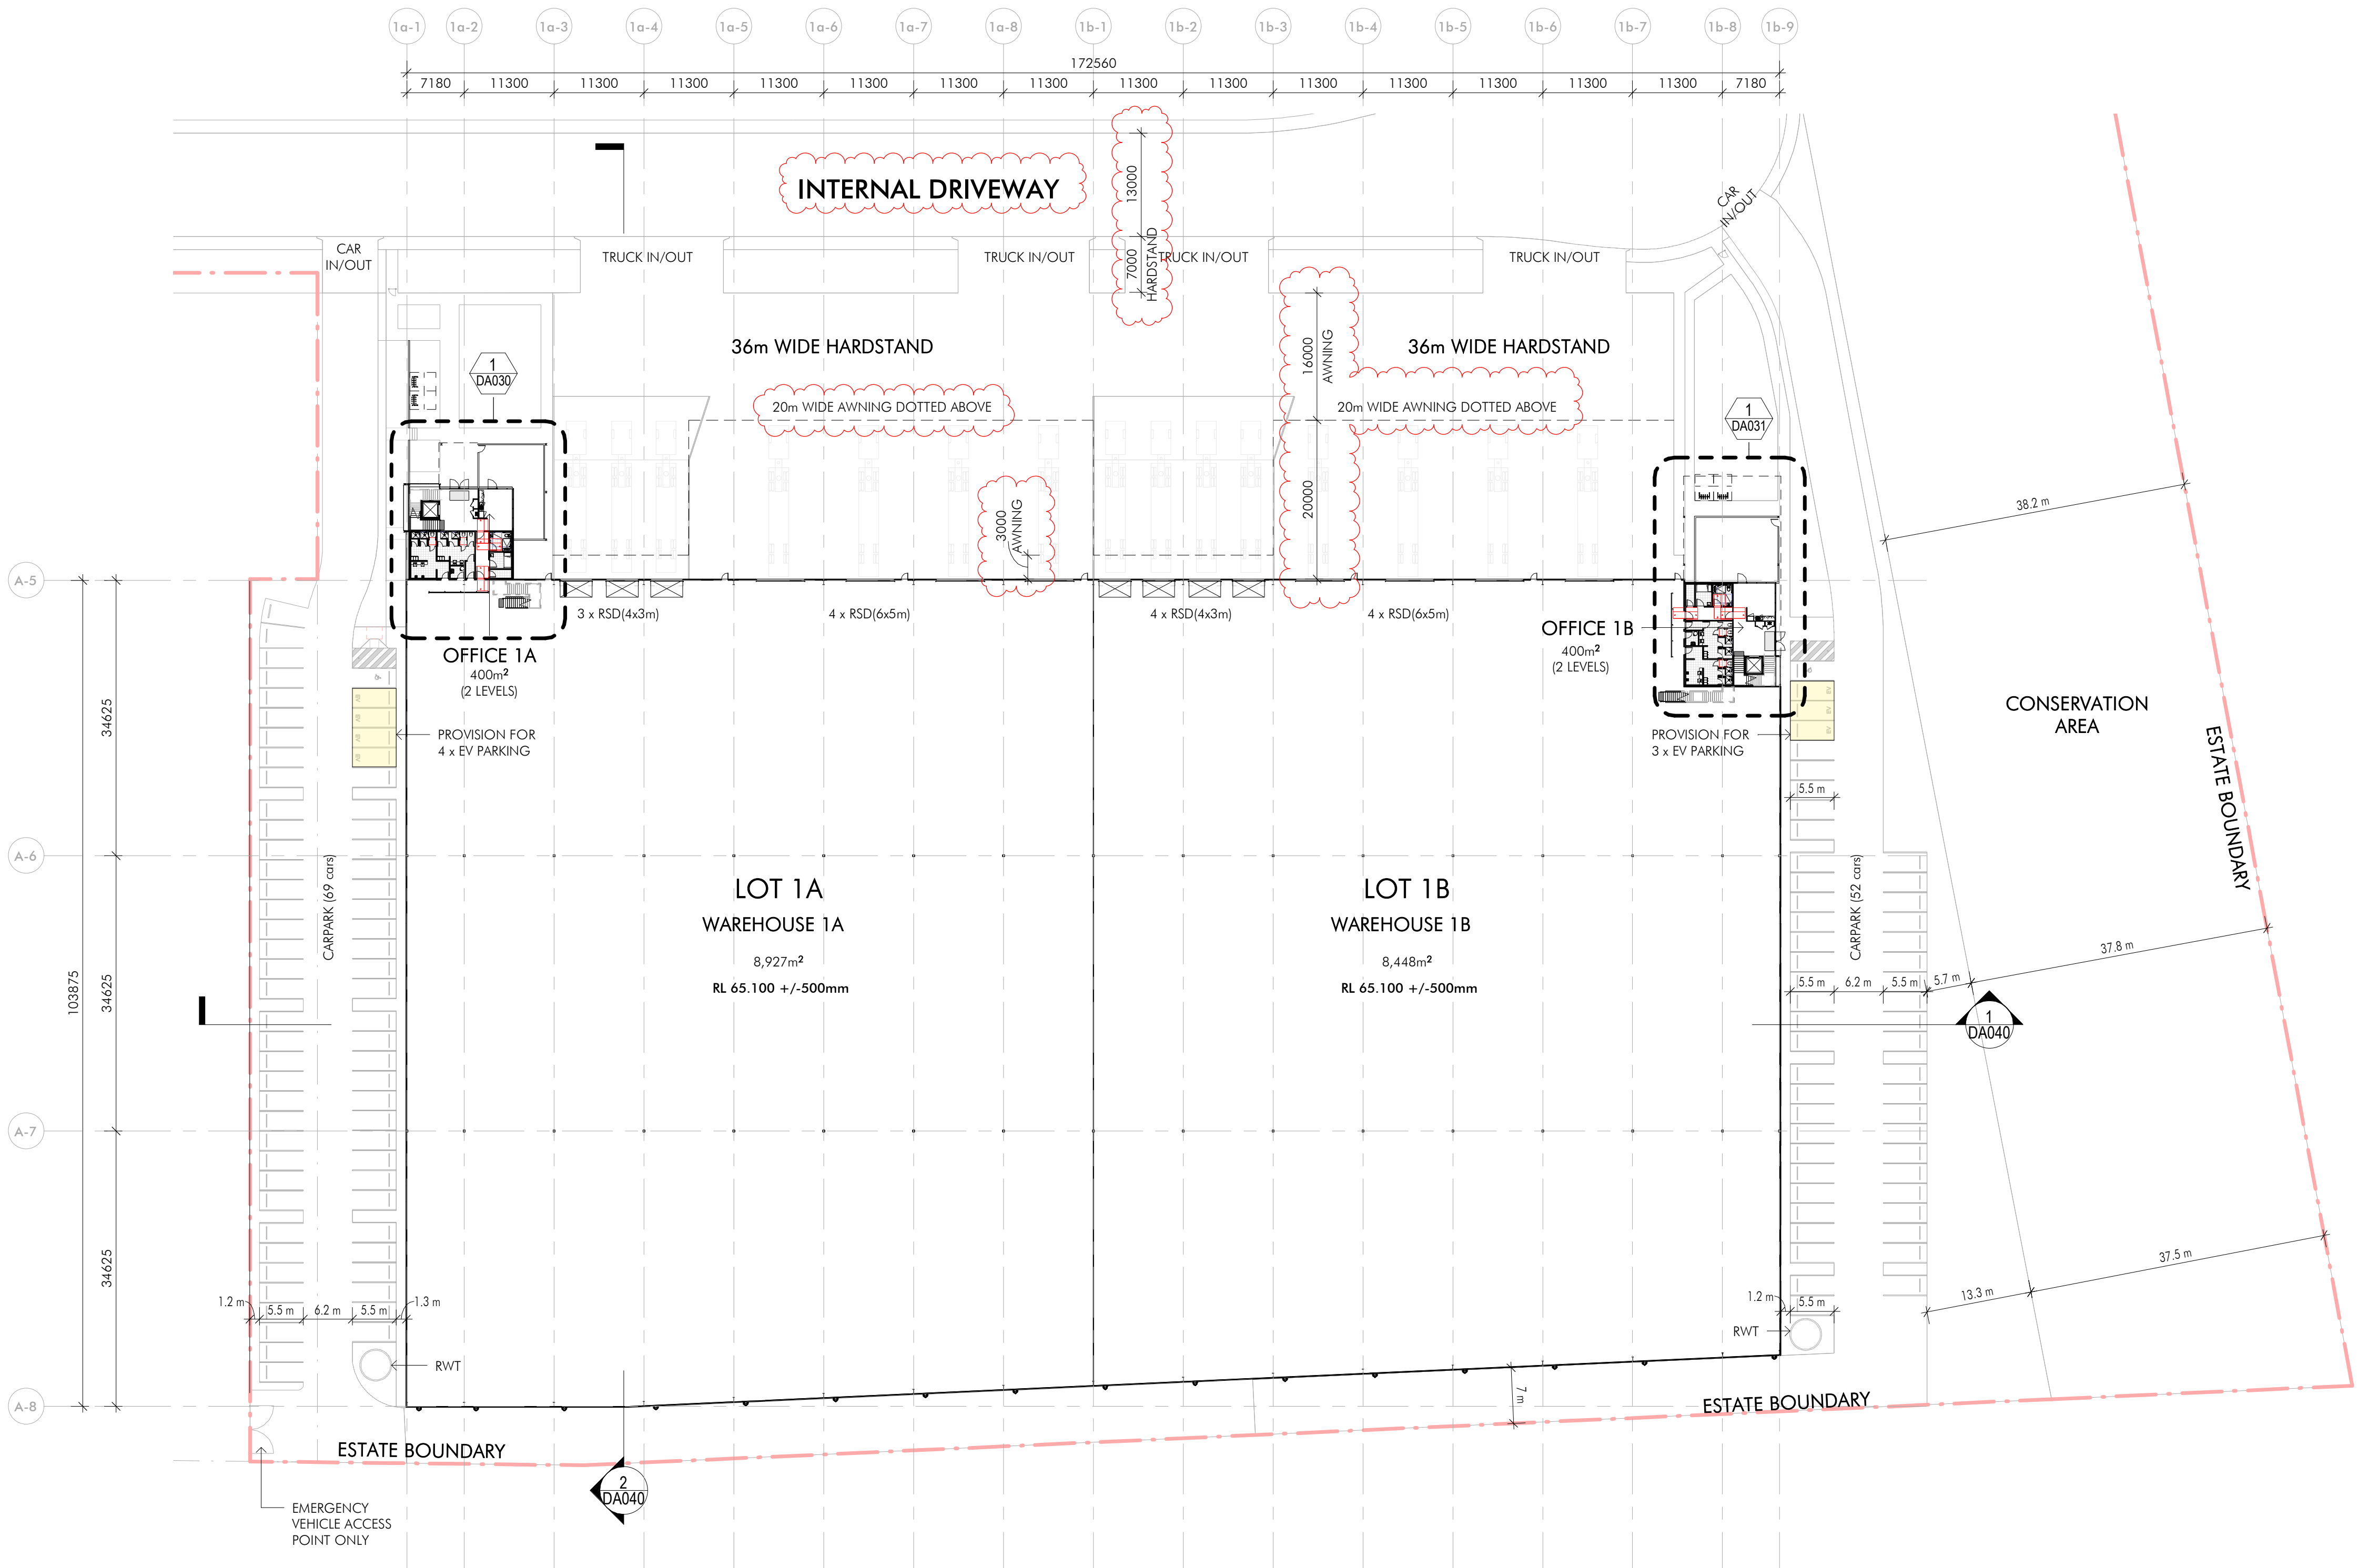 1a-1 1a-2 1a-3 1a-4 1a-5 1a-6 1a-7 1a-8 1b-1 1b-2 1b-3 1b-4 1b-5 1b-6 1b-7 1b-8 1b-9
172560
7180 11300 11300 11300 11300 11300 11300 11300 11300 11300 11300 11300 11300 11300 11300 7180
INTERNAL DRIVEWAY
13000
CAR
IN/OUT
CAR
IN/OUT
TRUCK IN/OUT
TRUCK IN/OUT
7000
HARDSTAND
TRUCK IN/OUT
TRUCK IN/OUT
36m WIDE HARDSTAND
16000
AWNING
36m WIDE HARDSTAND
1
DA030
20m WIDE AWNING DOTTED ABOVE
20m WIDE AWNING DOTTED ABOVE
1
DA031
3000
AWNING
20000
38.2 m
A-5
3 x RSD(4x3m)
4 x RSD(6x5m)
4 x RSD(4x3m)
4 x RSD(6x5m)
OFFICE 1A
400m²
(2 LEVELS)
OFFICE 1B
400m²
(2 LEVELS)
34625
PROVISION FOR
4 x EV PARKING
PROVISION FOR
3 x EV PARKING
EV
EV
EV
EV
EV
EV
EV
CONSERVATION
AREA
ESTATE BOUNDARY
5.5 m
A-6
CARPARK (69 cars)
LOT 1A
WAREHOUSE 1A
8,927m²
RL 65.100 +/-500mm
LOT 1B
WAREHOUSE 1B
8,448m²
RL 65.100 +/-500mm
CARPARK (52 cars)
103875
34625
5.5 m 6.2 m 5.5 m 5.7 m 37.8 m
1
DA040
A-7
34625
1.2 m 5.5 m 6.2 m 5.5 m 1.3 m
1.2 m 5.5 m
13.3 m 37.5 m
RWT
RWT
A-8
7 m
ESTATE BOUNDARY
ESTATE BOUNDARY
2
DA040
EMERGENCY
VEHICLE ACCESS
POINT ONLY